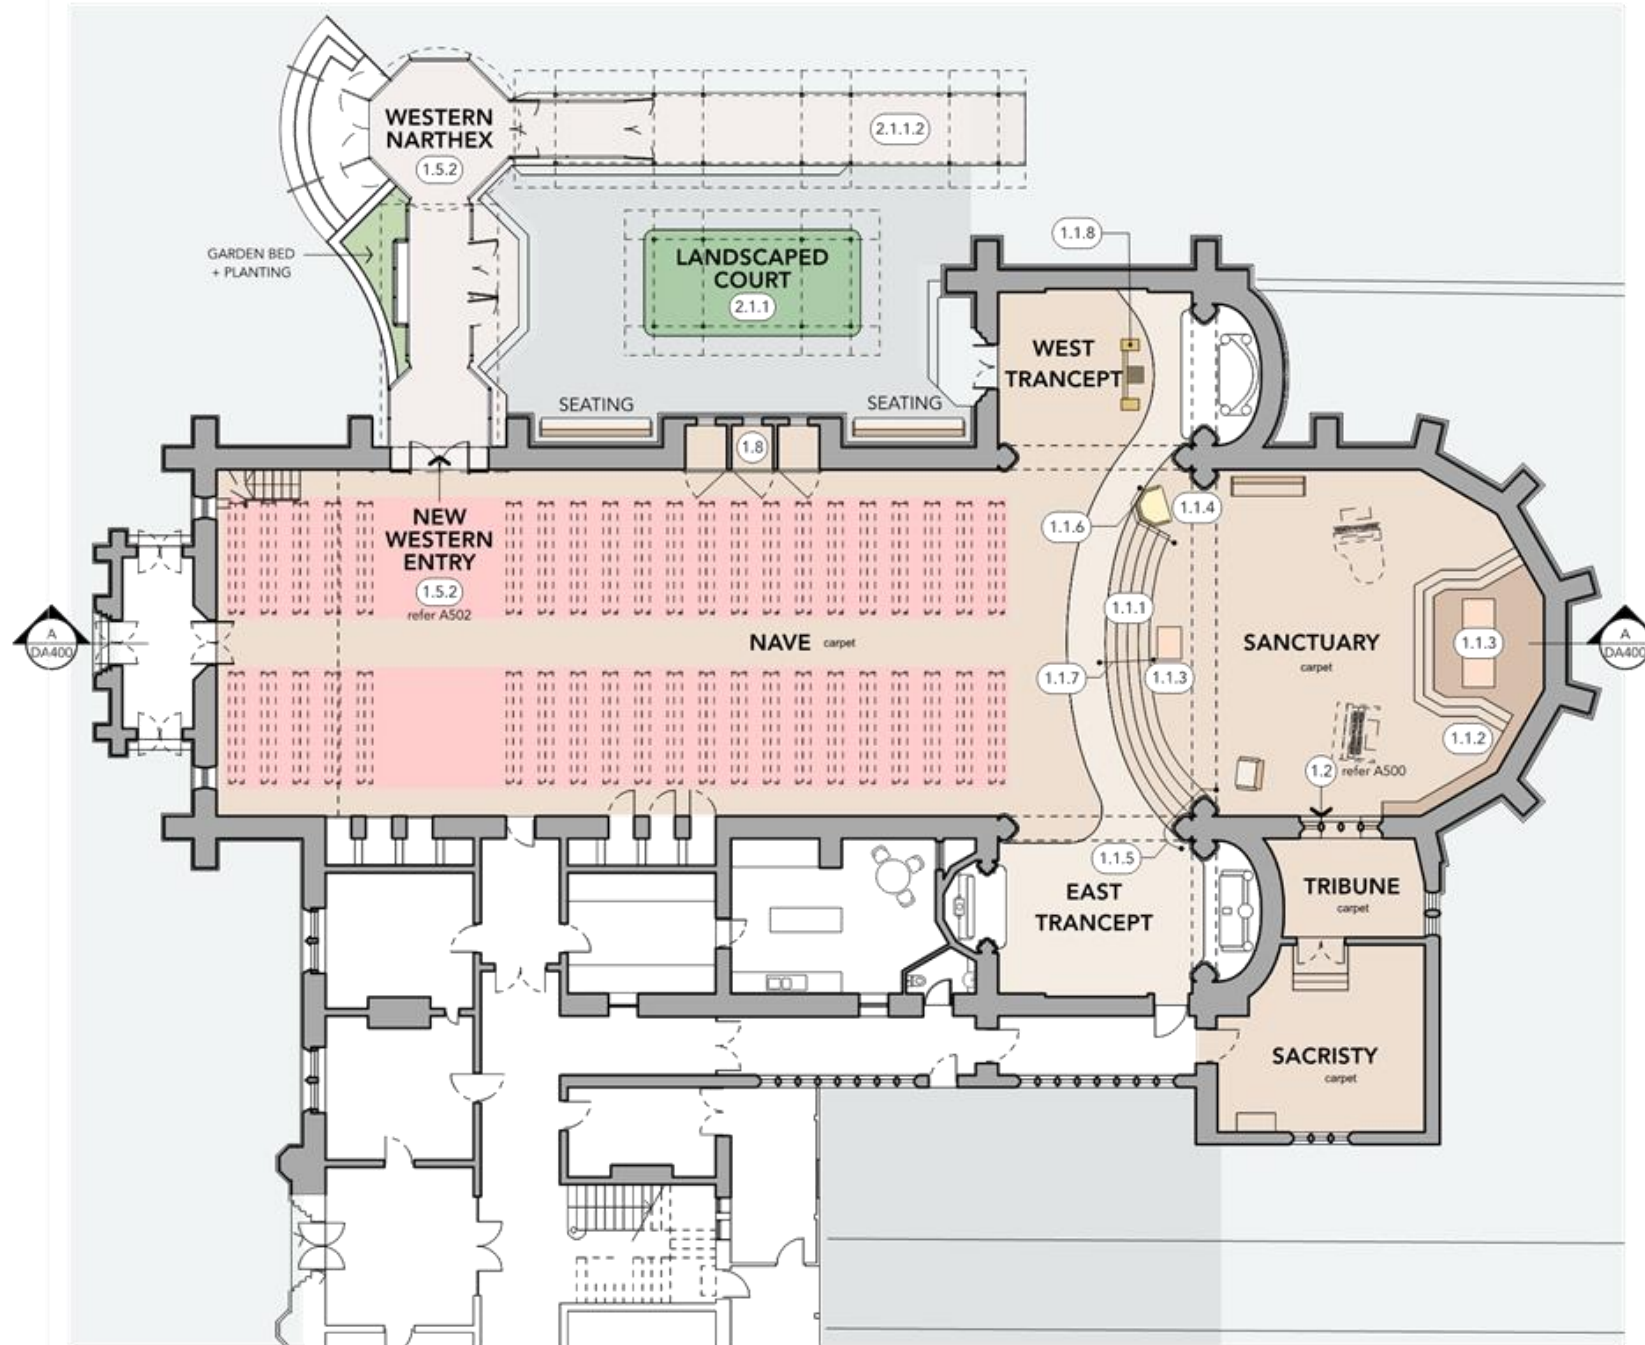 WESTERN
NARTHEX
1.5.2
2.1.1.2
GARDEN BED
+ PLANTING
LANDSCAPED
COURT
2.1.1
1.1.8
WEST
TRANCEPT
SEATING
SEATING
1.8
NEW
WESTERN
ENTRY
1.5.2
refer A502
1.1.6
1.1.4
1.1.1
A
DA400
NAVE carpet
SANCTUARY
carpet
1.1.3
A
DA400
1.1.7
1.1.3
1.1.2
1.2 refer A500
1.1.5
EAST
TRANCEPT
TRIBUNE
carpet
SACRISTY
carpet